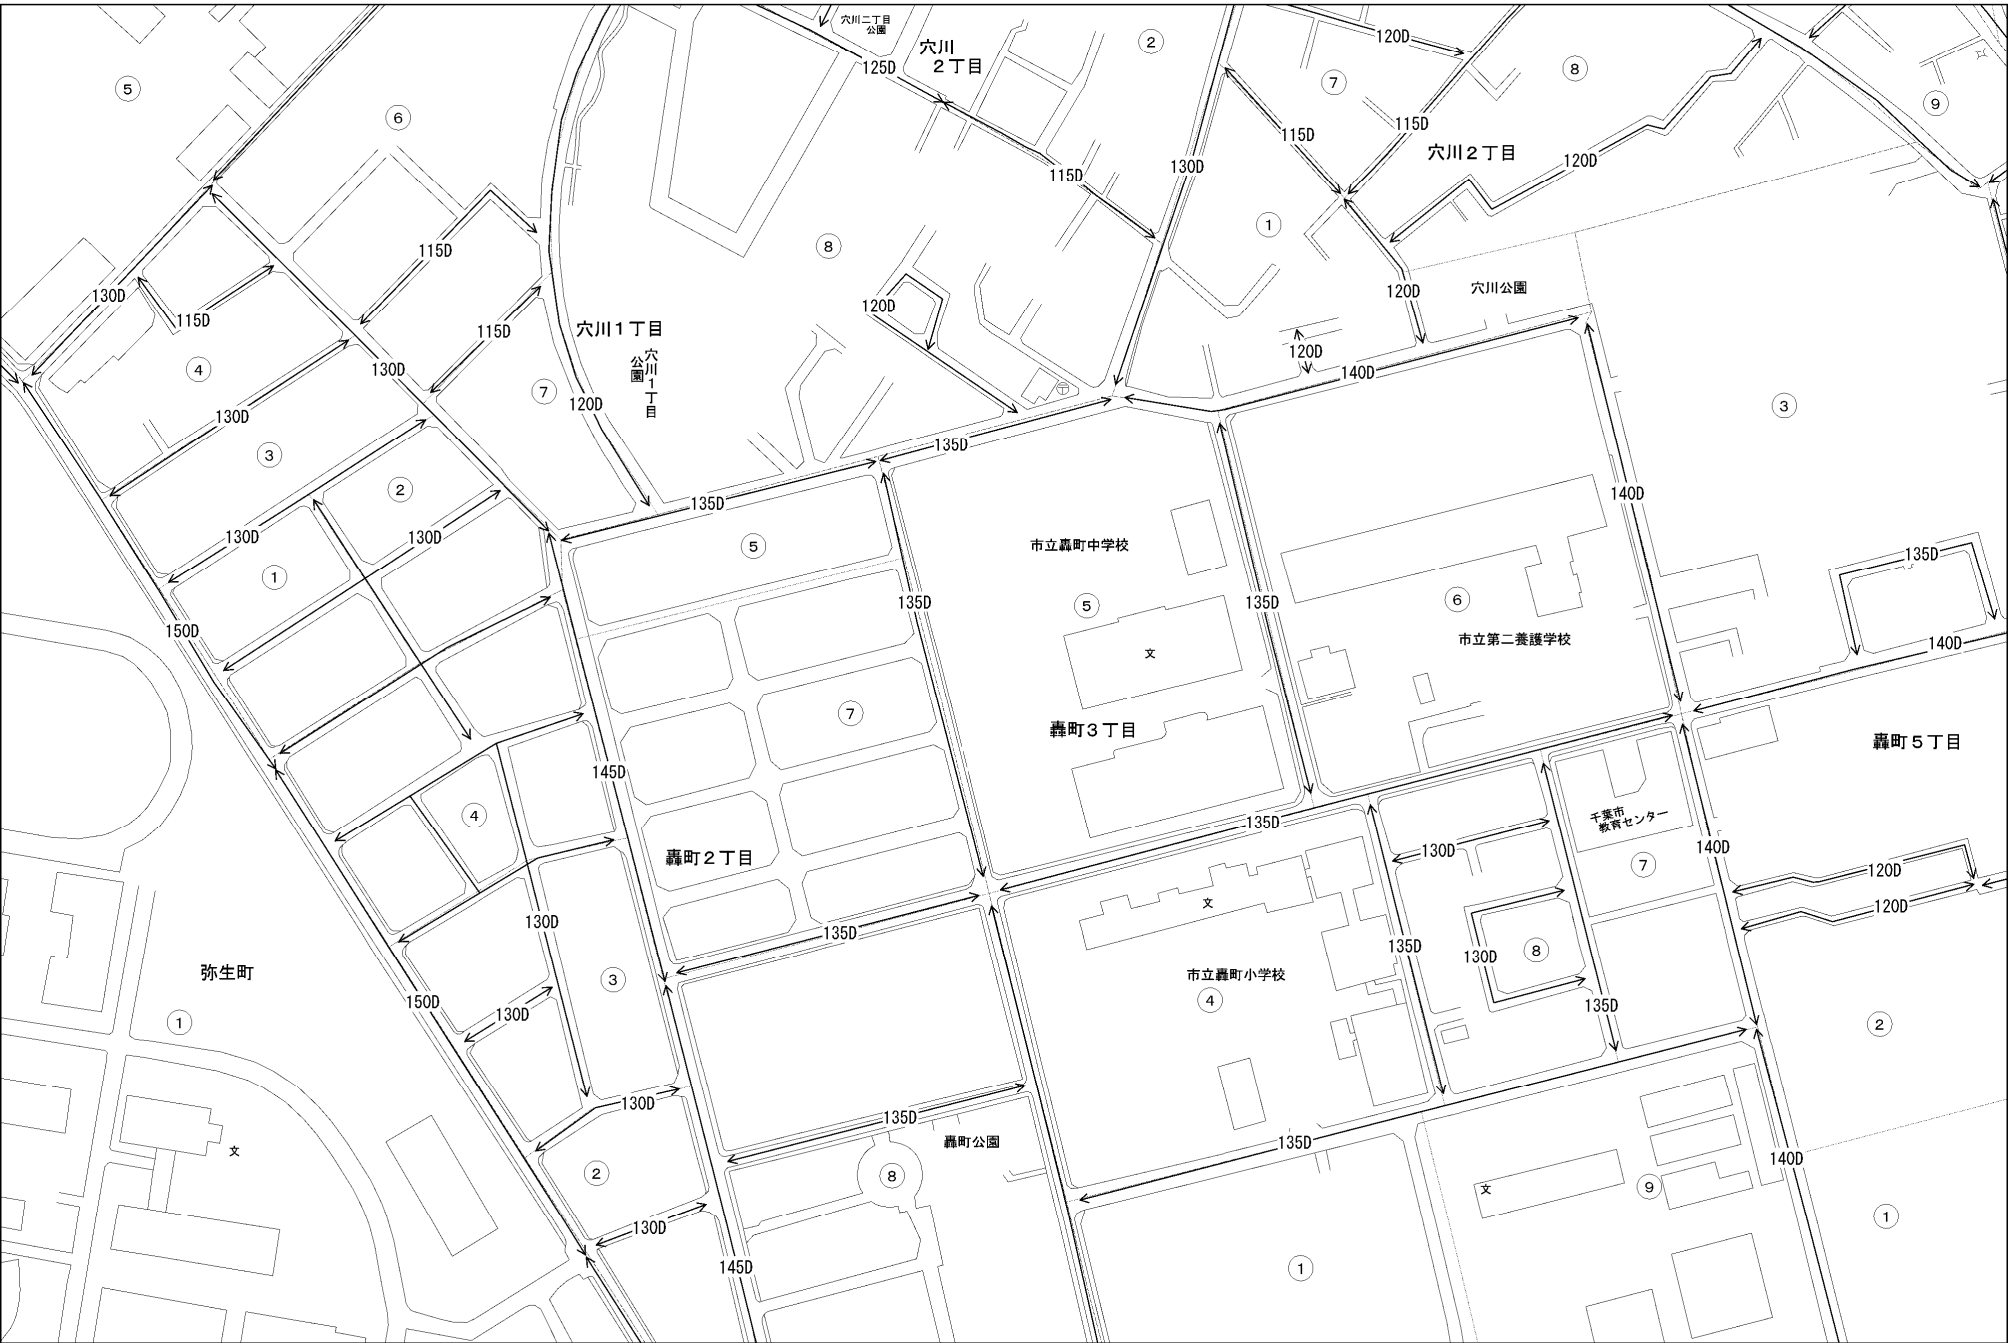 穴川二丁目
公園
穴川
2丁目
②
120D
125D
⑤
⑦
⑧
⑨
⑥
115D
115D
穴川2丁目
120D
130D
115D
①
115D
⑧
穴川公園
130D
120D
120D
115D
穴川1丁目
115D
穴川1丁目
公園
120D
④
130D
140D
⑦
120D
③
130D
135D
③
②
135D
140D
130D
130D
⑤
市立轟町中学校
135D
①
135D
⑤
135D
⑥
150D
市立第二養護学校
140D
文
⑦
轟町3丁目
轟町5丁目
145D
④
135D
千葉市
教育センター
轟町2丁目
130D
140D
⑦
120D
文
120D
130D
135D
135D
⑧
130D
弥生町
③
市立轟町小学校
150D
④
135D
130D
①
②
130D
135D
轟町公園
135D
文
140D
②
⑧
文
⑨
①
130D
145D
①